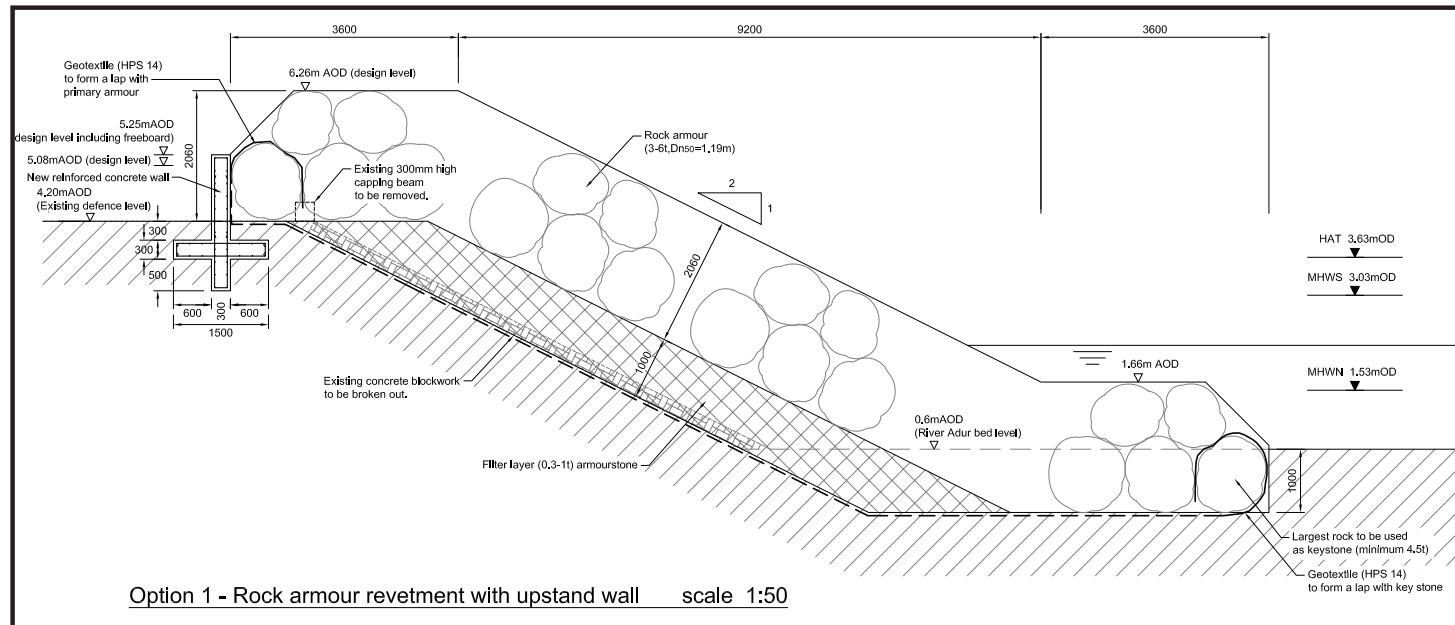 3600
9200
3600
Geotextile (HPS 14)
to form a lap with
primary armour
6.26m AOD (design level)
5.25mAOD
design level including freeboard)
5.08mAOD (design level)
New reinforced concrete wall
4.20mAOD
(Existing defence level)
2060
Existing 300mm high
capping beam
to be removed.
Rock armour
(3-6t,Dn50=1.19m)
2
1
300
300
500
600
300
600
1500
2060
1000
HAT 3.63mOD
MHWS 3.03mOD
MHWN 1.53mOD
1.66m AOD
Existing concrete blockwork
to be broken out.
0.6mAOD
(River Adur bed level)
Filter layer (0.3-1t) armourstone
1000
Largest rock to be used
as keystone (minimum 4.5t)
Geotextile (HPS 14)
to form a lap with key stone
Option 1 - Rock armour revetment with upstand wall scale 1:50